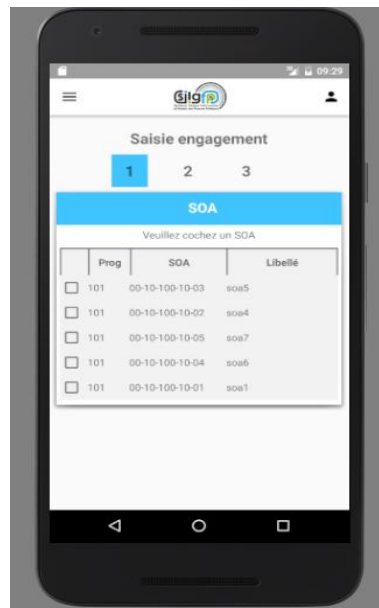 09:29
Sjlgfp
Saisie engagement
1 2 3
SOA
Veuillez cochez un SOA
Prog SOA Libellé
101 00-10-100-10-03 soa5
101 00-10-100-10-02 soa4
101 00-10-100-10-05 soa7
101 00-10-100-10-04 soa6
101 00-10-100-10-01 soa1